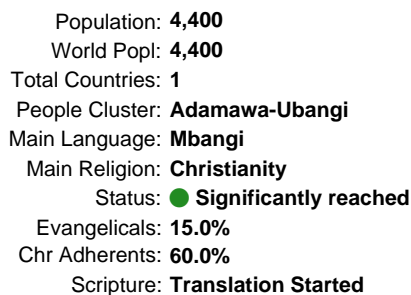 Population: 4,400
World Popl: 4,400
Total Countries: 1
People Cluster: Adamawa-Ubangi
Main Language: Mbangi
Main Religion: Christianity
Status: Significantly reached
Evangelicals: 15.0%
Chr Adherents: 60.0%
Scripture: Translation Started